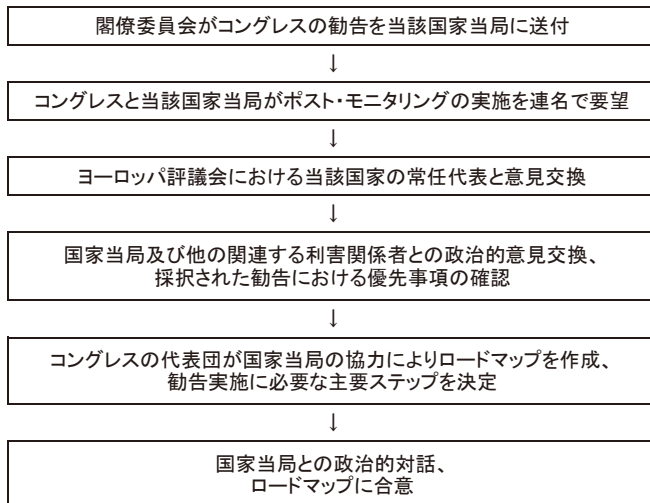 閣僚委員会がコングレスの勧告を当該国家当局に送付
↓
コングレスと当該国家当局がポスト・モニタリングの実施を連名で要望
↓
ヨーロッパ評議会における当該国家の常任代表と意見交換
↓
国家当局及び他の関連する利害関係者との政治的意見交換、
採択された勧告における優先事項の確認
↓
コングレスの代表団が国家当局の協力によりロードマップを作成、
勧告実施に必要な主要ステップを決定
↓
国家当局との政治的対話、
ロードマップに合意